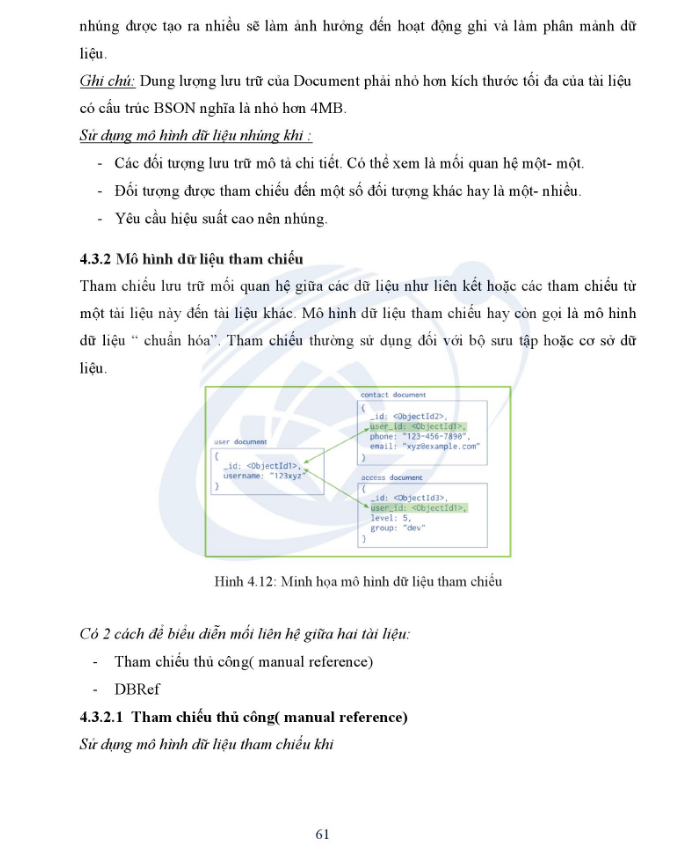 nhúng được tạo ra nhiều sẽ làm ảnh hưởng đến hoạt động ghi và làm phân mảnh dữ
liệu.
Ghi chú: Dung lượng lưu trữ của Document phải nhỏ hơn kích thước tối đa của tài liệu
có cấu trúc BSON nghĩa là nhỏ hơn 4MB.
Sử dụng mô hình dữ liệu nhúng khi :
- Các đối tượng lưu trữ mô tả chi tiết. Có thể xem là mối quan hệ một- một.
- Đối tượng được tham chiếu đến một số đối tượng khác hay là một- nhiều.
- Yêu cầu hiệu suất cao nên nhúng.
4.3.2 Mô hình dữ liệu tham chiếu
Tham chiếu lưu trữ mối quan hệ giữa các dữ liệu như liên kết hoặc các tham chiếu từ
một tài liệu này đến tài liệu khác. Mô hình dữ liệu tham chiếu hay còn gọi là mô hình
dữ liệu “ chuẩn hóa”. Tham chiếu thường sử dụng đối với bộ sưu tập hoặc cơ sở dữ
liệu.
user document
{
_id: <ObjectId1>,
username: "123xyz"
}
contact document
{
_id: <ObjectId2>,
user_id: <ObjectId1>,
phone: "123-456-7890",
email: "xyz@example.com"
}
access document
{
_id: <ObjectId3>,
user_id: <ObjectId1>,
level: 5,
group: "dev"
}
Hình 4.12: Minh họa mô hình dữ liệu tham chiếu
Có 2 cách để biểu diễn mối liên hệ giữa hai tài liệu:
- Tham chiếu thủ công( manual reference)
- DBRef
4.3.2.1 Tham chiếu thủ công( manual reference)
Sử dụng mô hình dữ liệu tham chiếu khi
61